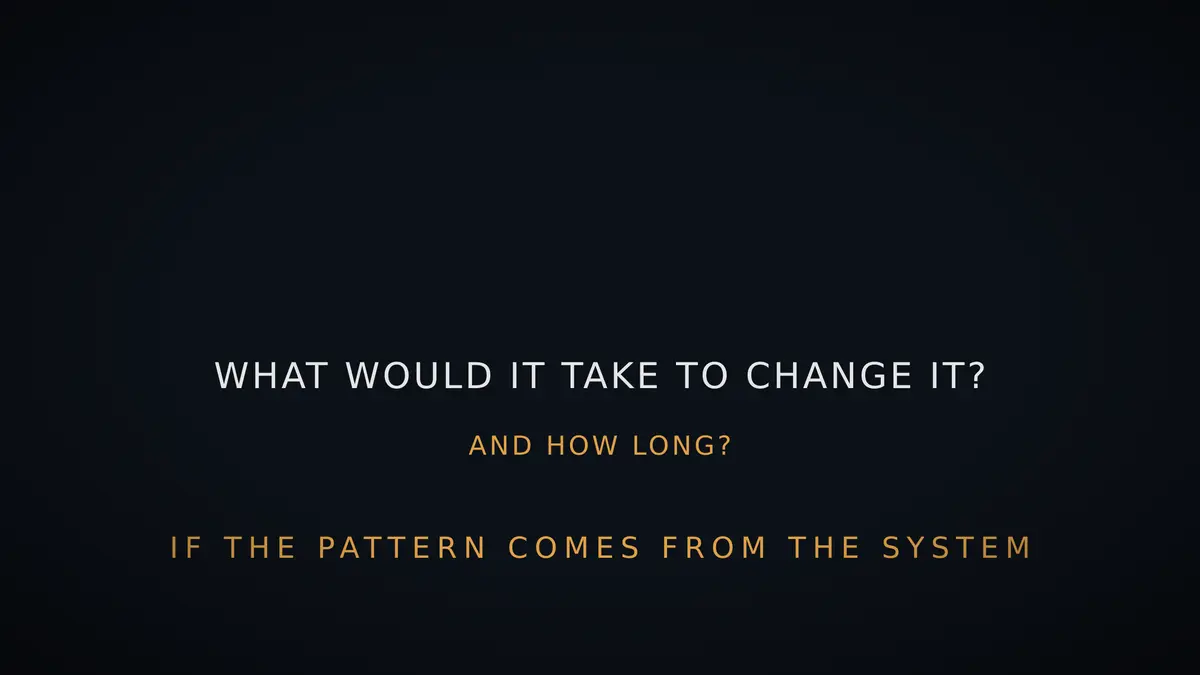 WHAT WOULD IT TAKE TO CHANGE IT?
AND HOW LONG?
IF THE PATTERN COMES FROM THE SYSTEM